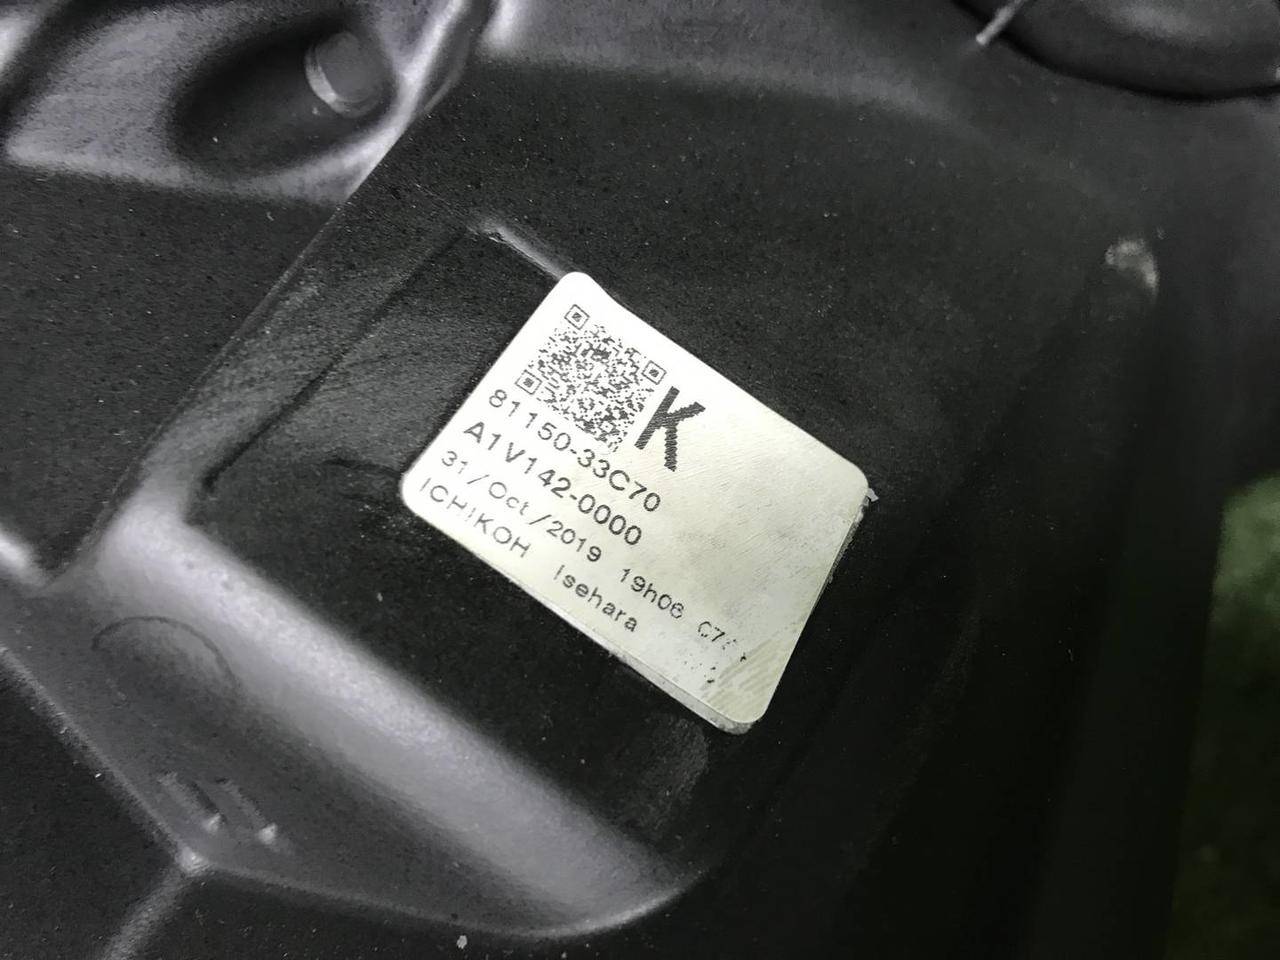 K
81150-33C70
A1V142-0000
31/Oct/2019 19h06
ICHIKOH Isehara